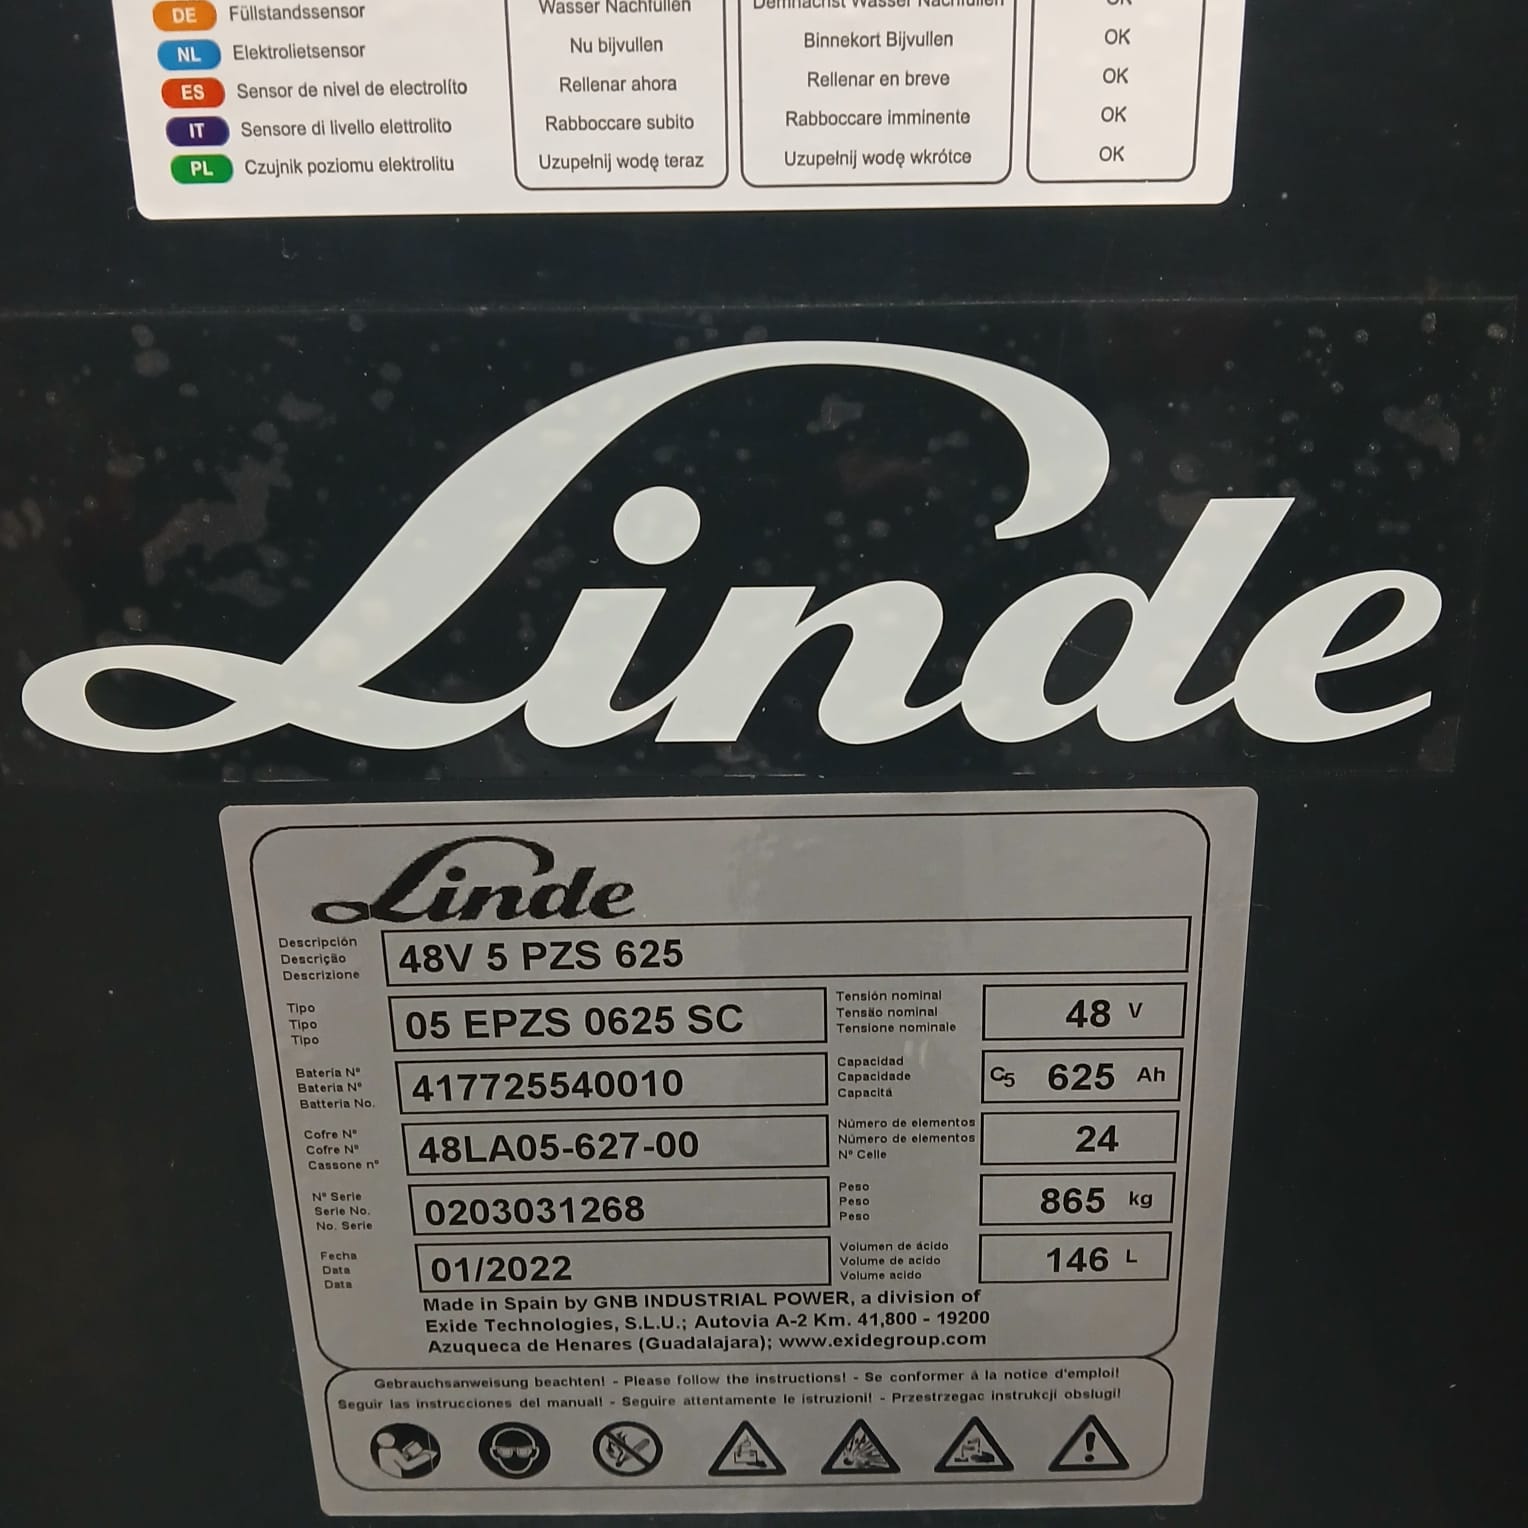 DE Füllstandssensor Wasser Nachfüllen Demnächst Wasser Nachfüllen OK
NL Elektrolietsensor Nu bijvullen Binnekort Bijvullen OK
ES Sensor de nivel de electrolíto Rellenar ahora Rellenar en breve OK
IT Sensore di livello elettrolito Rabboccare subito Rabboccare imminente OK
PL Czujnik poziomu elektrolitu Uzupełnij wodę teraz Uzupełnij wodę wkrótce OK
Linde
Linde
Descripción
Descrição
Descrizione
48V 5 PZS 625
Tipo
Tipo
Tipo
05 EPZS 0625 SC
Tensión nominal
Tensão nominal
Tensione nominale
48 V
Bateria Nº
Bateria Nº
Batteria No.
417725540010
Capacidad
Capacidade
Capacitá
C5 625 Ah
Cofre Nº
Cofre Nº
Cassone nº
48LA05-627-00
Número de elementos
Número de elementos
Nº Celle
24
Nº Serie
Serie No.
No. Serie
0203031268
Peso
Peso
Peso
865 kg
Fecha
Data
Data
01/2022
Volumen de ácido
Volume de acido
Volume acido
146 L
Made in Spain by GNB INDUSTRIAL POWER, a division of
Exide Technologies, S.L.U.; Autovia A-2 Km. 41,800 - 19200
Azuqueca de Henares (Guadalajara); www.exidegroup.com
Gebrauchsanweisung beachten! - Please follow the instructions! - Se conformer á la notice d'emploi!
Seguir las instrucciones del manual! - Seguire attentamente le istruzioni! - Przestrzegac instrukcji obslugi!